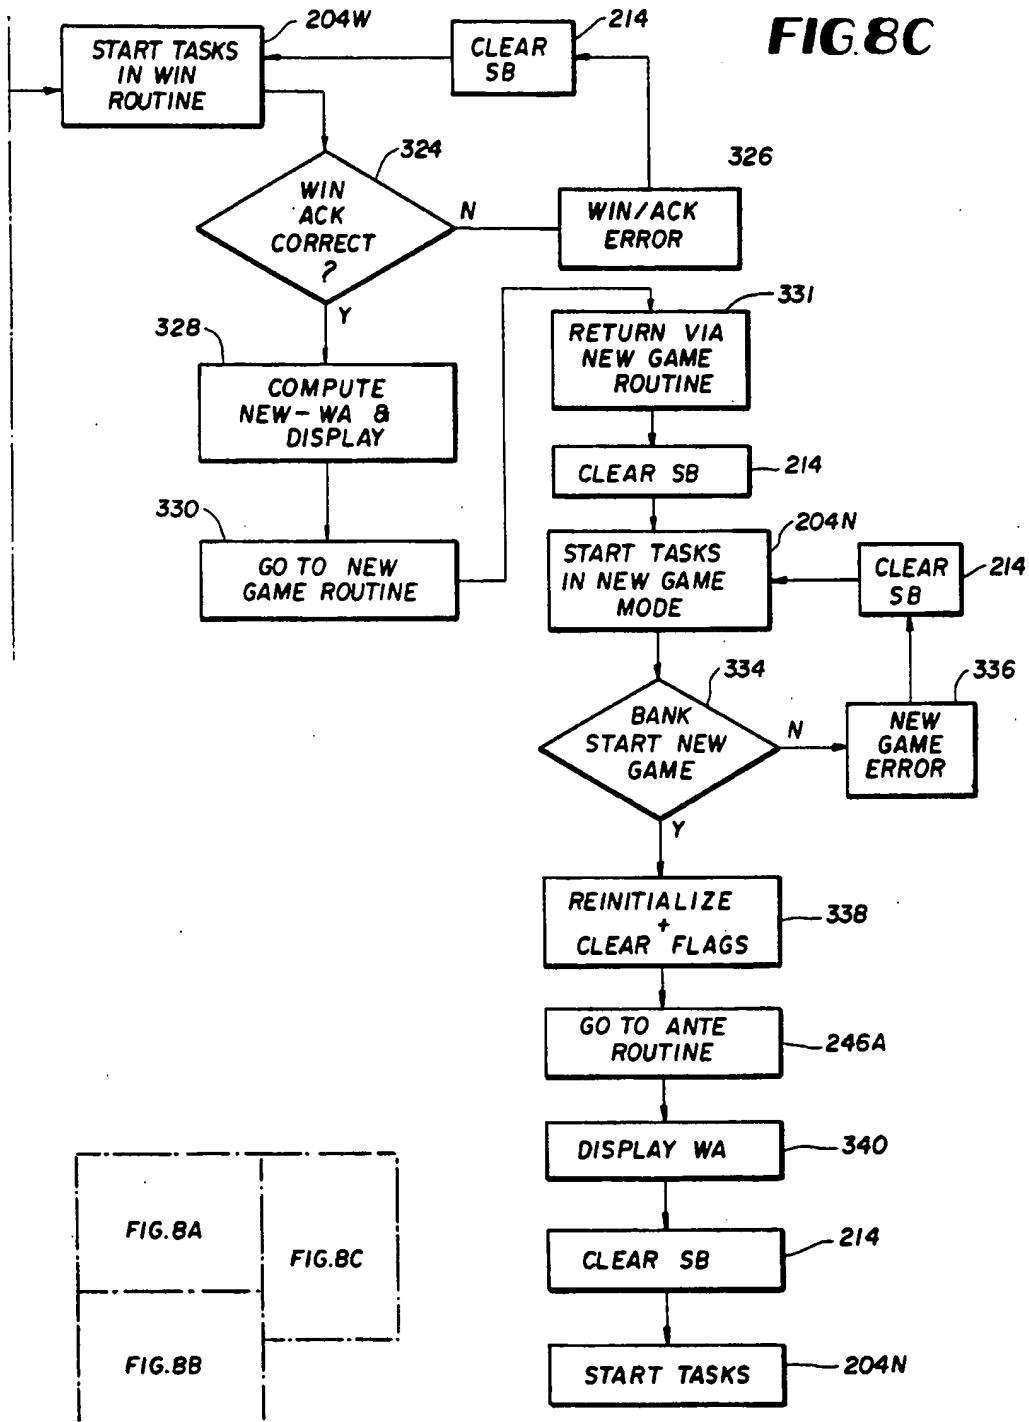 FIG.8C
204W
START TASKS
IN WIN
ROUTINE
214
CLEAR
SB
324
WIN
ACK
CORRECT
?
N
Y
326
WIN/ACK
ERROR
328
COMPUTE
NEW-WA &
DISPLAY
330
GO TO NEW
GAME ROUTINE
331
RETURN VIA
NEW GAME
ROUTINE
CLEAR SB
214
204N
START TASKS
IN NEW GAME
MODE
CLEAR
SB
214
334
BANK
START NEW
GAME
N
Y
336
NEW
GAME
ERROR
REINITIALIZE
+
CLEAR FLAGS
338
GO TO ANTE
ROUTINE
246A
DISPLAY WA
340
CLEAR SB
214
START TASKS
204N
FIG.8A
FIG.8B
FIG.8C